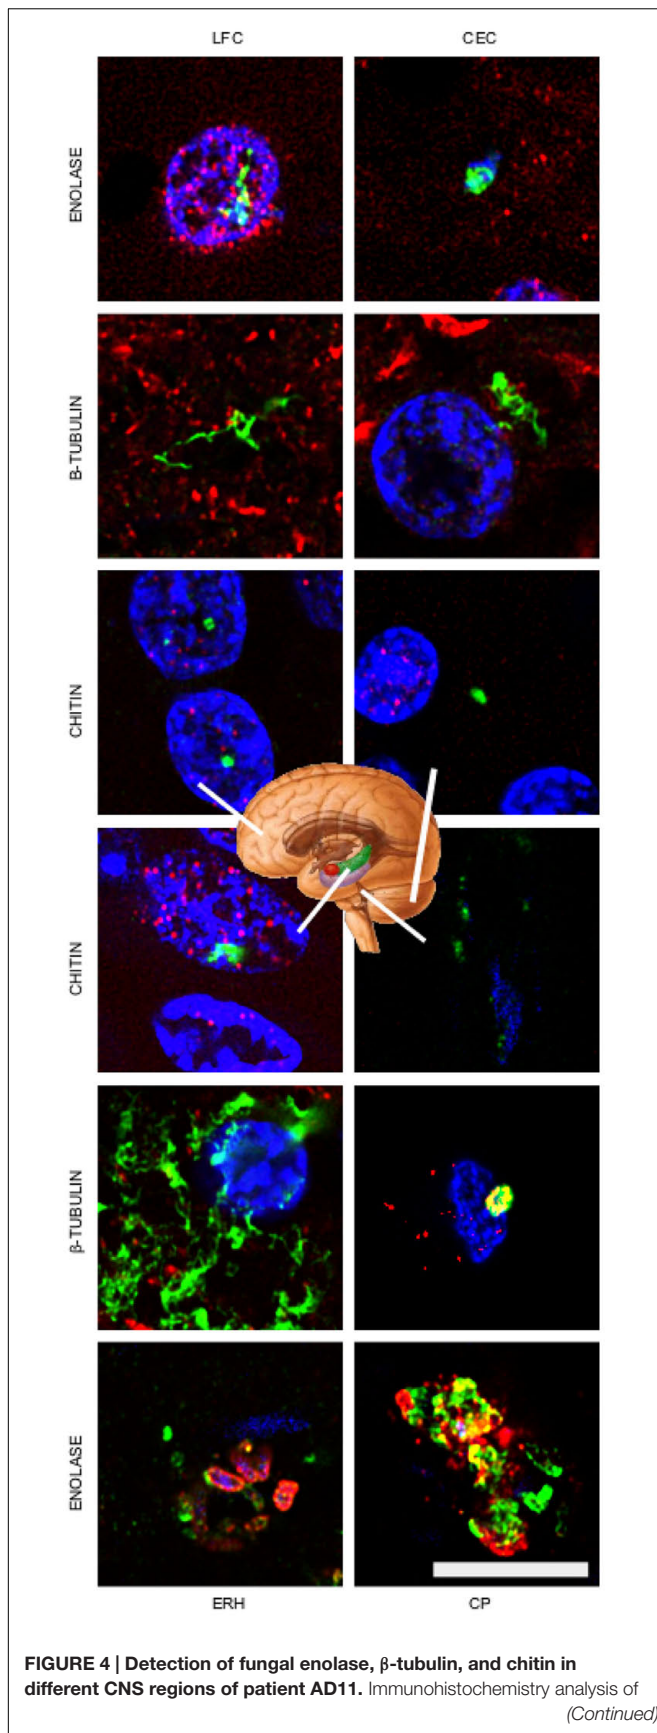 LFC CEC
ENOLASE
B-TUBULIN
CHITIN
CHITIN
β-TUBULIN
ENOLASE
ERH CP
FIGURE 4 | Detection of fungal enolase, β-tubulin, and chitin in
different CNS regions of patient AD11. Immunohistochemistry analysis of
(Continued)